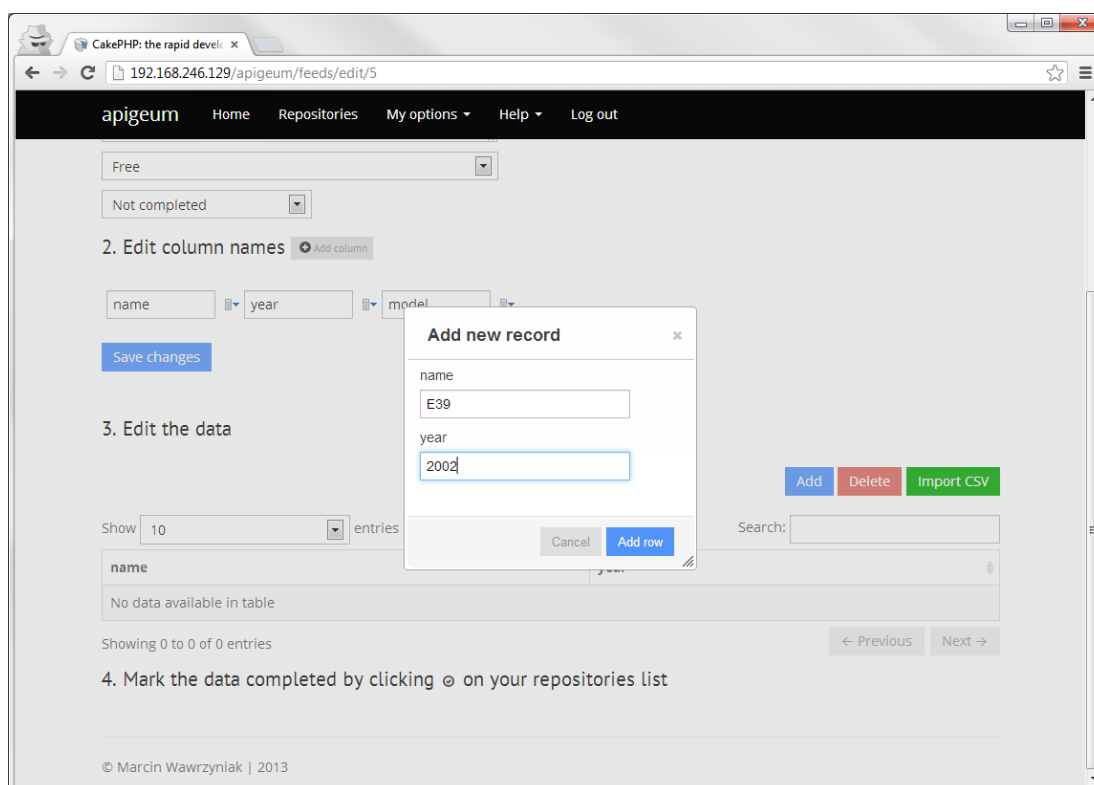 CakePHP: the rapid develc
192.168.246.129/apigeum/feeds/edit/5
apigeum Home Repositories My options Help Log out
Free
Not completed
2. Edit column names Add column
name year model
Save changes
Add new record
name
E39
year
2002
Cancel Add row
3. Edit the data
Add Delete Import CSV
Show 10 entries Search:
name year
No data available in table
Showing 0 to 0 of 0 entries ← Previous Next →
4. Mark the data completed by clicking on your repositories list
© Marcin Wawrzyniak | 2013